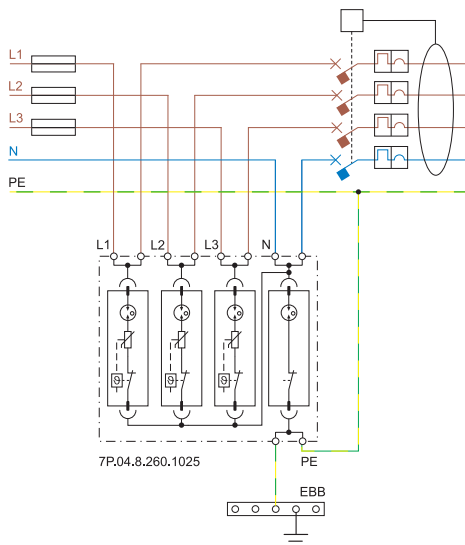 L1
L2
L3
N
PE
L1 L2 L3 N
ϑ ϑ ϑ
7P.04.8.260.1025 PE
EBB